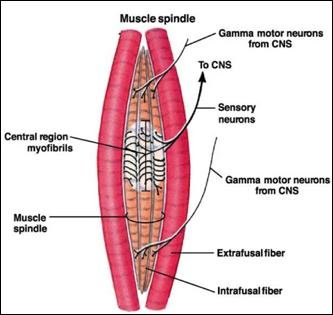 Muscle spindle
Gamma motor neurons
from CNS
To CNS
Sensory
neurons
Central region
myofibrils
Gamma motor neurons
from CNS
Muscle
spindle
Extrafusal fiber
Intrafusal fiber